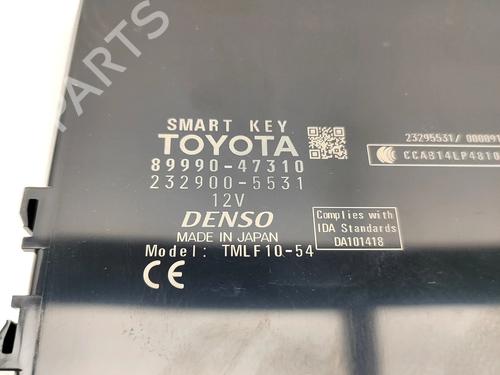 SMART KEY
TOYOTA
89990-47310
232900-5531
12V
DENSO
MADE IN JAPAN
Model: TMLF10-54
CE
23295531/
Complies with
IDA Standards
DA101418
B-PARTS